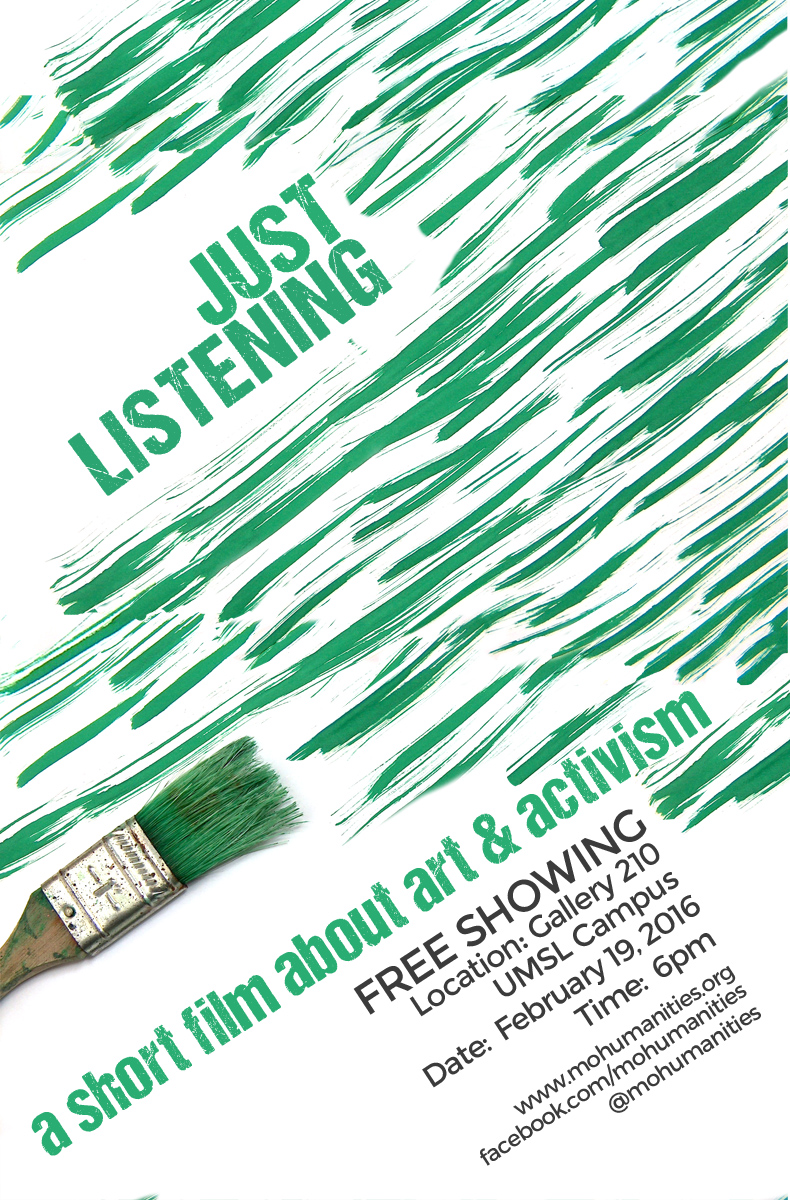 JUST
LISTENING
a short film about art & activism
FREE SHOWING
Location: Gallery 210
UMSL Campus
Date: February 19, 2016
Time: 6pm
www.mohumanities.org
facebook.com/mohumanities
@mohumanities